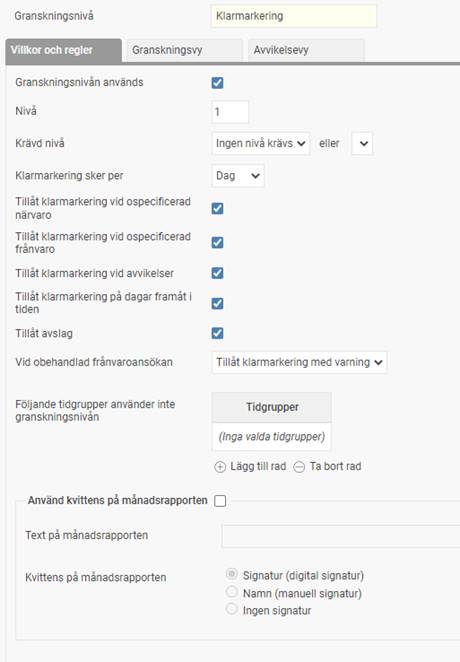 Granskningsnivå Klarmarkering
Villkor och regler Granskningsvy Avvikelsevy
Granskningsnivån används
Nivå 1
Krävd nivå Ingen nivå krävs eller
Klarmarkering sker per Dag
Tillåt klarmarkering vid ospecificerad
närvaro
Tillåt klarmarkering vid ospecificerad
frånvaro
Tillåt klarmarkering vid avvikelser
Tillåt klarmarkering på dagar framåt i
tiden
Tillåt avslag
Vid obehandlad frånvaroansökan Tillåt klarmarkering med varning
Följande tidgrupper använder inte
granskningsnivån
Tidgrupper
(Inga valda tidgrupper)
Lägg till rad Ta bort rad
Använd kvittens på månadsrapporten
Text på månadsrapporten
Kvittens på månadsrapporten Signatur (digital signatur)
Namn (manuell signatur)
Ingen signatur